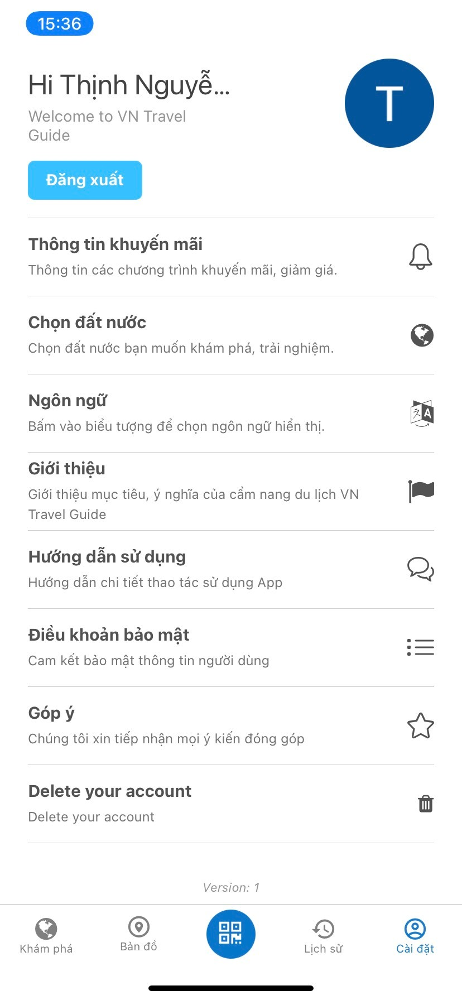 15:36
Hi Thịnh Nguyễ...
T
Welcome to VN Travel
Guide
Đăng xuất
Thông tin khuyến mãi
Thông tin các chương trình khuyến mãi, giảm giá.
Chọn đất nước
Chọn đất nước bạn muốn khám phá, trải nghiệm.
Ngôn ngữ
A
Bấm vào biểu tượng để chọn ngôn ngữ hiển thị.
Giới thiệu
Giới thiệu mục tiêu, ý nghĩa của cẩm nang du lịch VN
Travel Guide
Hướng dẫn sử dụng
Hướng dẫn chi tiết thao tác sử dụng App
Điều khoản bảo mật
Cam kết bảo mật thông tin người dùng
Góp ý
Chúng tôi xin tiếp nhận mọi ý kiến đóng góp
Delete your account
Delete your account
Version: 1
Khám phá
Bản đồ
Lịch sử
Cài đặt